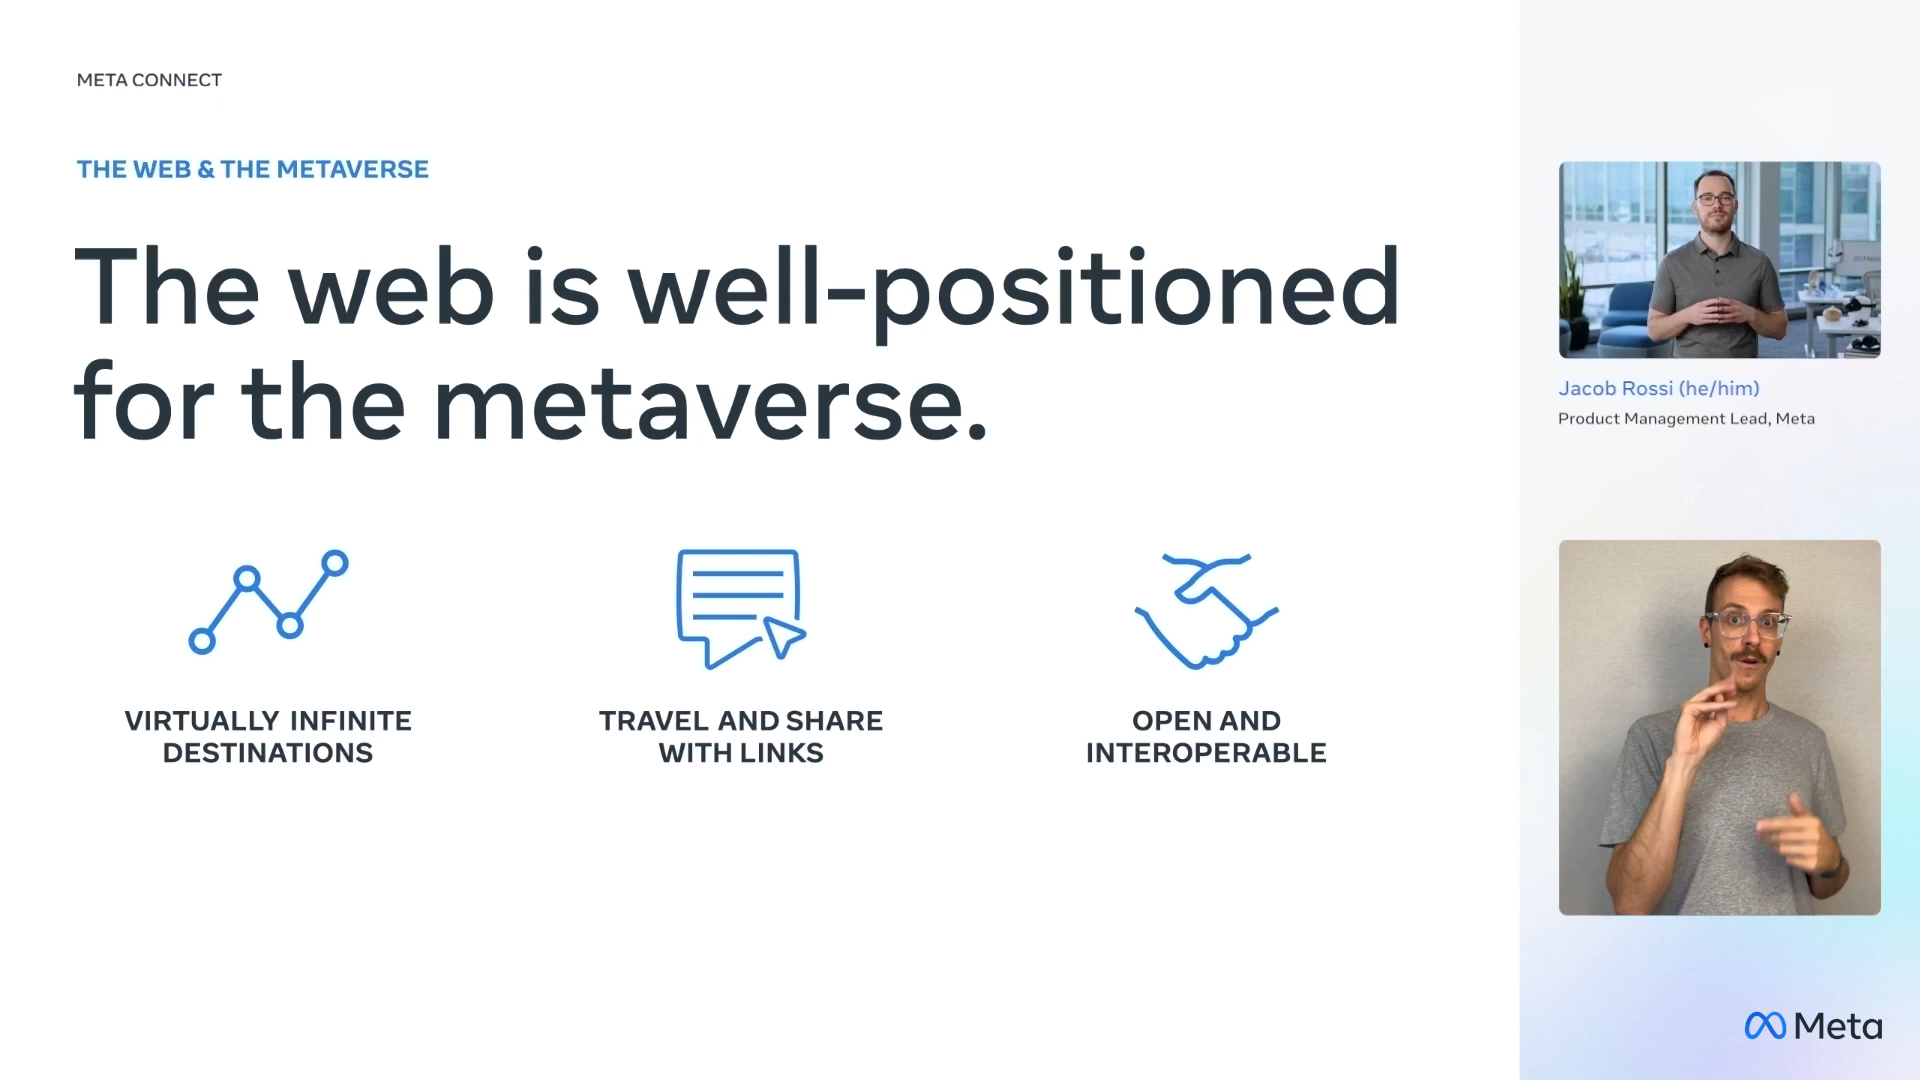 META CONNECT
THE WEB & THE METAVERSE
The web is well-positioned
for the metaverse.
VIRTUALLY INFINITE
DESTINATIONS
TRAVEL AND SHARE
WITH LINKS
OPEN AND
INTEROPERABLE
Jacob Rossi (he/him)
Product Management Lead, Meta
Meta